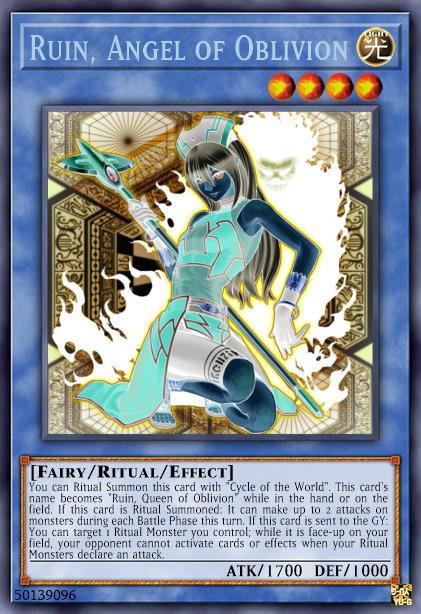 Ruin, Angel of Oblivion
LIGHT
光
[Fairy/Ritual/Effect]
You can Ritual Summon this card with "Cycle of the World". This card's
name becomes "Ruin, Queen of Oblivion" while in the hand or on the
field. If this card is Ritual Summoned: It can make up to 2 attacks on
monsters during each Battle Phase this turn. If this card is sent to the GY:
You can target 1 Ritual Monster you control; while it is face-up on your
field, your opponent cannot activate cards or effects when your Ritual
Monsters declare an attack.
ATK/1700 DEF/1000
50139096